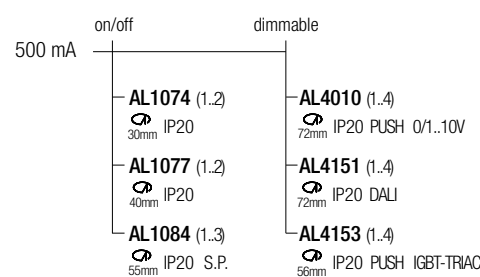 on/off dimmable
500 mA
AL1074 (1..2) AL4010 (1..4)
30mm IP20 72mm IP20 PUSH 0/1..10V
AL1077 (1..2) AL4151 (1..4)
40mm IP20 72mm IP20 DALI
AL1084 (1..3) AL4153 (1..4)
55mm IP20 S.P. 56mm IP20 PUSH IGBT-TRIAC